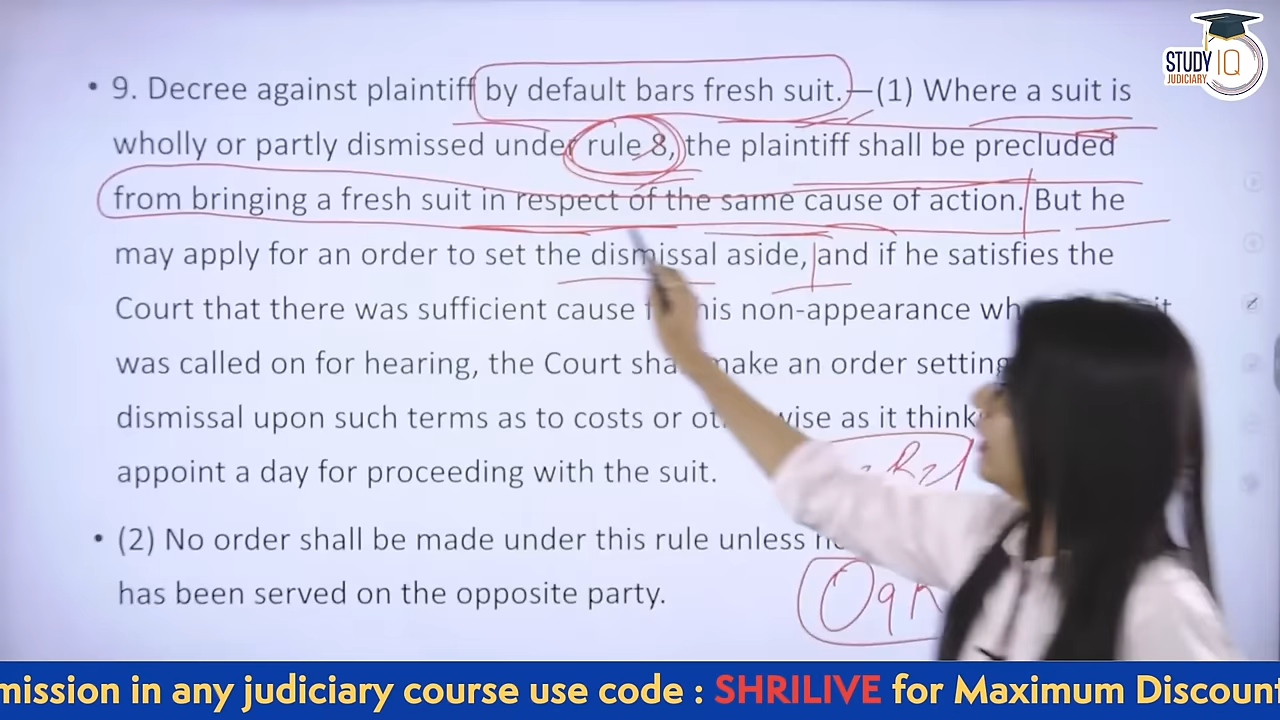 STUDY IQ
JUDICIARY
• 9. Decree against plaintiff by default bars fresh suit.—(1) Where a suit is
wholly or partly dismissed under rule 8, the plaintiff shall be precluded
from bringing a fresh suit in respect of the same cause of action. But he
may apply for an order to set the dismissal aside, and if he satisfies the
Court that there was sufficient cause his non-appearance
was called on for hearing, the Court make an order setting
dismissal upon such terms as to costs or as it
appoint a day for proceeding with the suit.
• (2) No order shall be made under this rule unless
has been served on the opposite party.
mission in any judiciary course use code : SHRILIVE for Maximum Discount